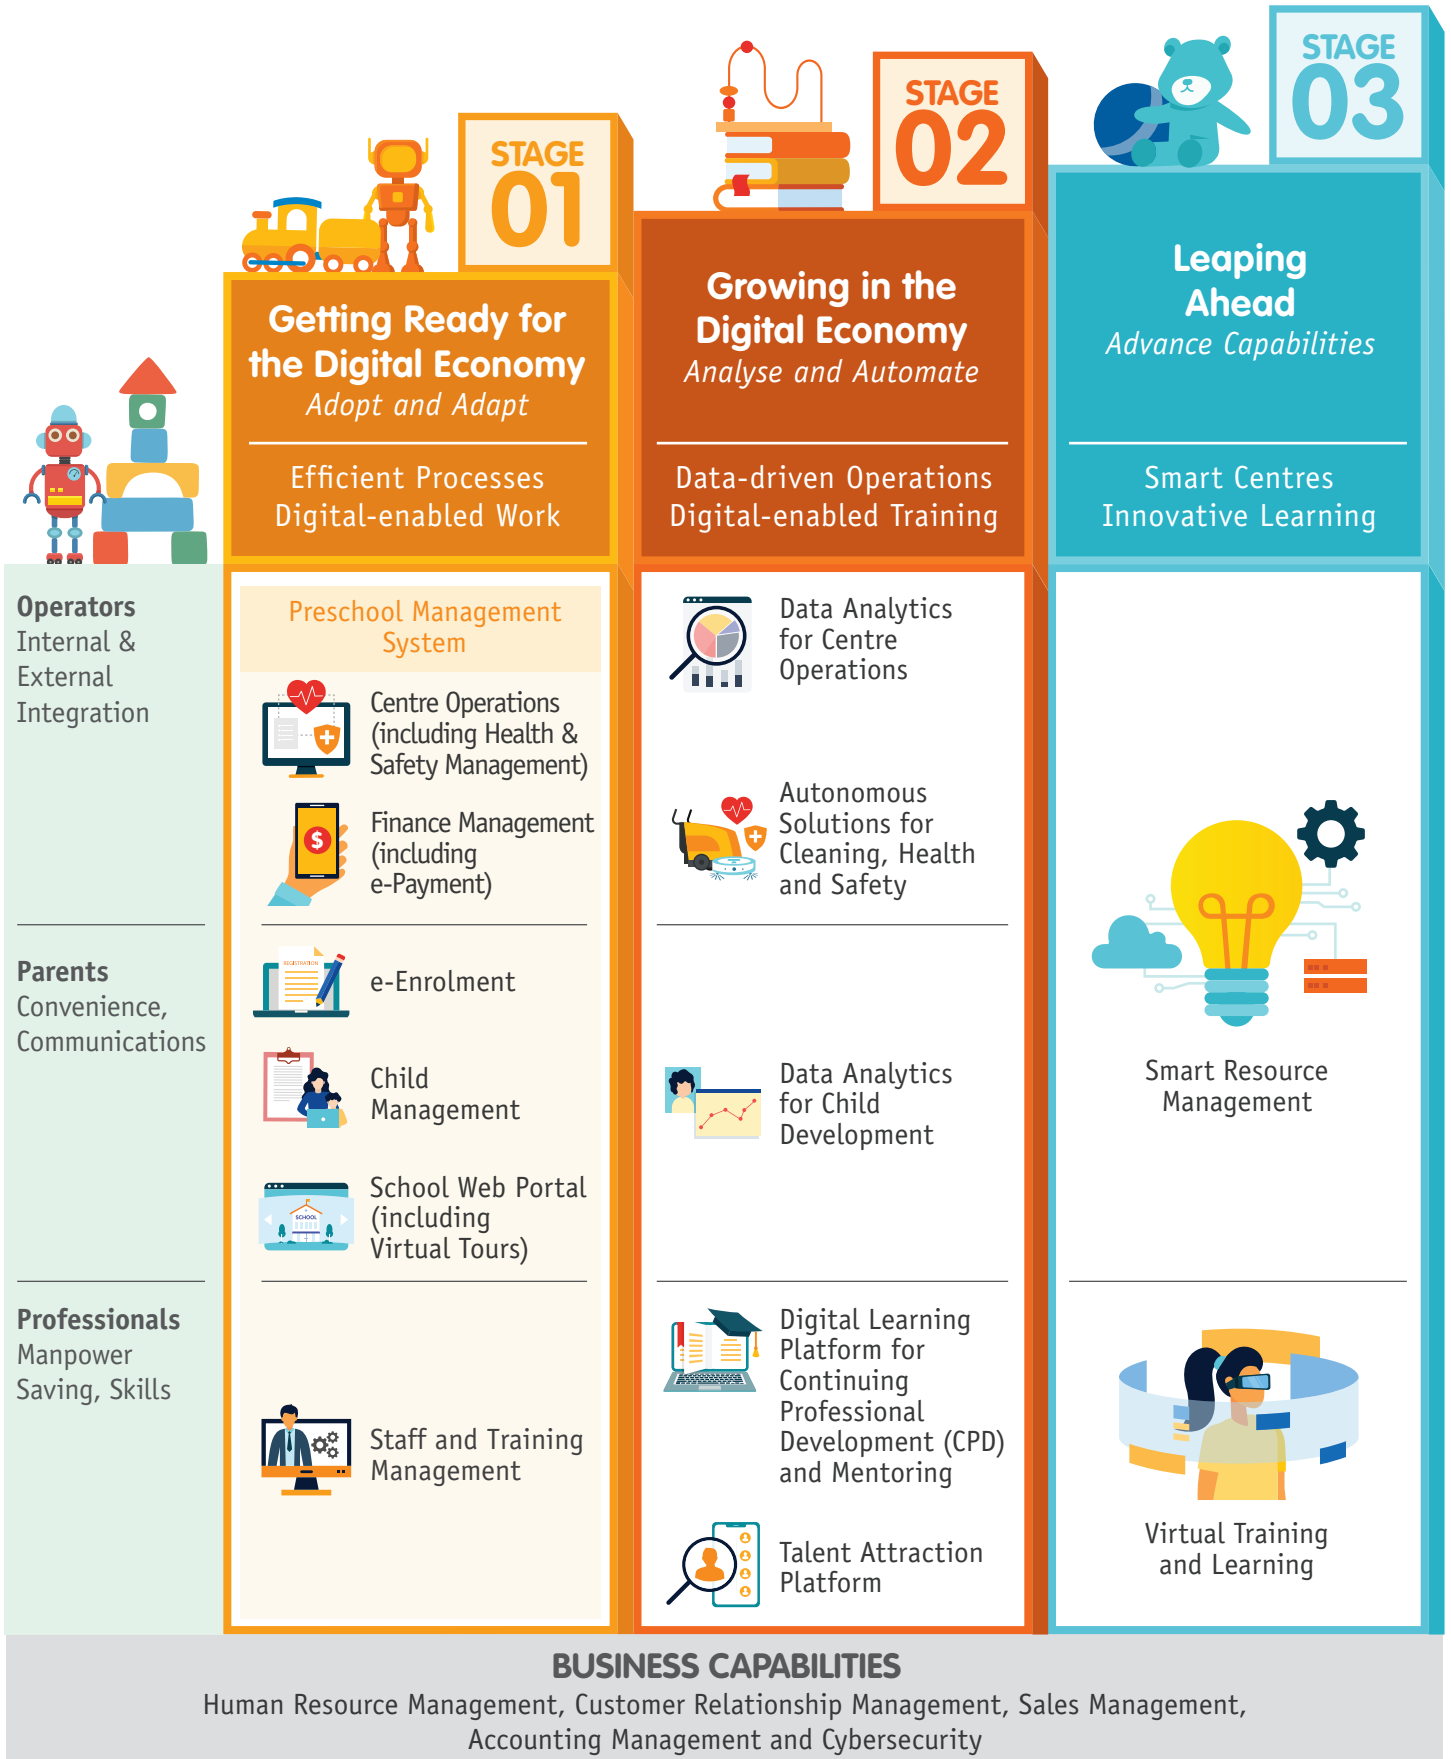 STAGE
01
STAGE
02
STAGE
03
Getting Ready for
the Digital Economy
Adopt and Adapt
Efficient Processes
Digital-enabled Work
Growing in the
Digital Economy
Analyse and Automate
Data-driven Operations
Digital-enabled Training
Leaping
Ahead
Advance Capabilities
Smart Centres
Innovative Learning
Operators
Internal &
External
Integration
Preschool Management
System
Centre Operations
(including Health &
Safety Management)
$
Finance Management
(including
e-Payment)
Data Analytics
for Centre
Operations
Autonomous
Solutions for
Cleaning, Health
and Safety
Parents
Convenience,
Communications
REGISTRATION
e-Enrolment
Child
Management
SCHOOL
School Web Portal
(including
Virtual Tours)
Data Analytics
for Child
Development
Smart Resource
Management
Professionals
Manpower
Saving, Skills
Staff and Training
Management
Digital Learning
Platform for
Continuing
Professional
Development (CPD)
and Mentoring
Talent Attraction
Platform
Virtual Training
and Learning
BUSINESS CAPABILITIES
Human Resource Management, Customer Relationship Management, Sales Management,
Accounting Management and Cybersecurity